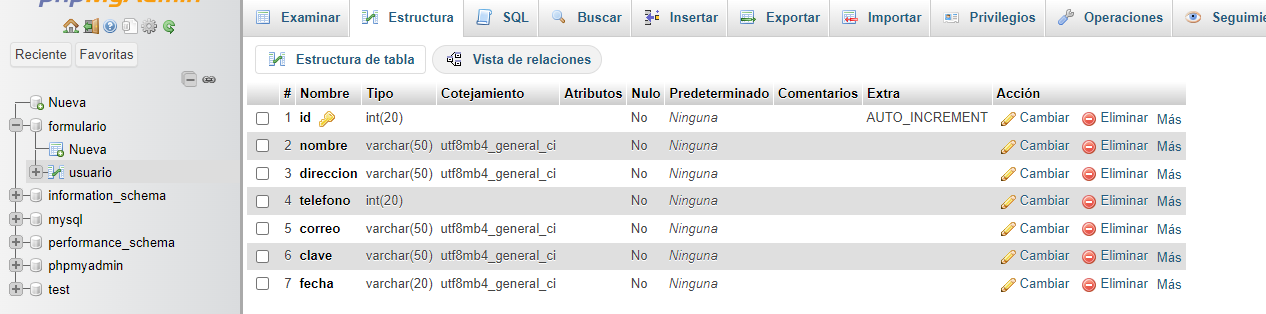 phpMyAdmin
Examinar Estructura SQL Buscar Insertar Exportar Importar Privilegios Operaciones Seguimie
Reciente Favoritas
Estructura de tabla Vista de relaciones
Nueva
formulario
Nueva
usuario
information_schema
mysql
performance_schema
phpmyadmin
test
# Nombre Tipo Cotejamiento Atributos Nulo Predeterminado Comentarios Extra Acción
1 id int(20) No Ninguna AUTO_INCREMENT Cambiar Eliminar Más
2 nombre varchar(50) utf8mb4_general_ci No Ninguna Cambiar Eliminar Más
3 direccion varchar(50) utf8mb4_general_ci No Ninguna Cambiar Eliminar Más
4 telefono int(20) No Ninguna Cambiar Eliminar Más
5 correo varchar(50) utf8mb4_general_ci No Ninguna Cambiar Eliminar Más
6 clave varchar(50) utf8mb4_general_ci No Ninguna Cambiar Eliminar Más
7 fecha varchar(20) utf8mb4_general_ci No Ninguna Cambiar Eliminar Más